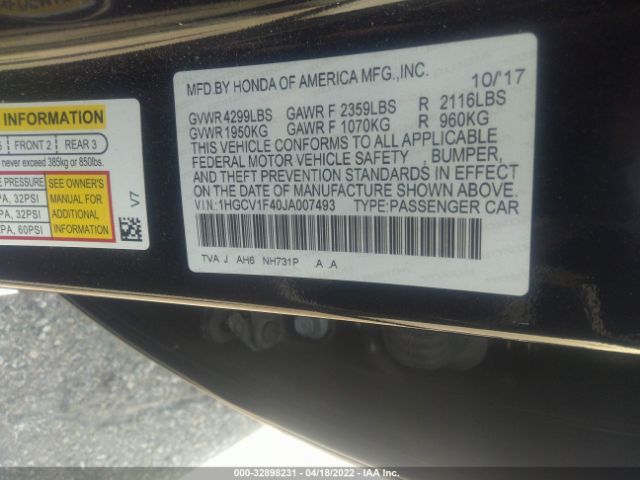 INFORMATION
FRONT 2 REAR 3
never exceed 385kg or 850lbs.
PRESSURE
PA, 32PSI
PA, 32PSI
PA, 60PSI
SEE OWNER'S
MANUAL FOR
ADDITIONAL
INFORMATION
V7
MFD.BY HONDA OF AMERICA MFG.,INC. 10/'17
GVWR 4299LBS GAWR F 2359LBS R 2116LBS
GVWR 1950KG GAWR F 1070KG R 960KG
THIS VEHICLE CONFORMS TO ALL APPLICABLE
FEDERAL MOTOR VEHICLE SAFETY , BUMPER,
AND THEFT PREVENTION STANDARDS IN EFFECT
ON THE DATE OF MANUFACTURE SHOWN ABOVE.
VIN:1HGCV1F40JA007493 TYPE:PASSENGER CAR
TVA J AH6 NH731P .A .A
000-32898231 - 04/18/2022 - IAA Inc.